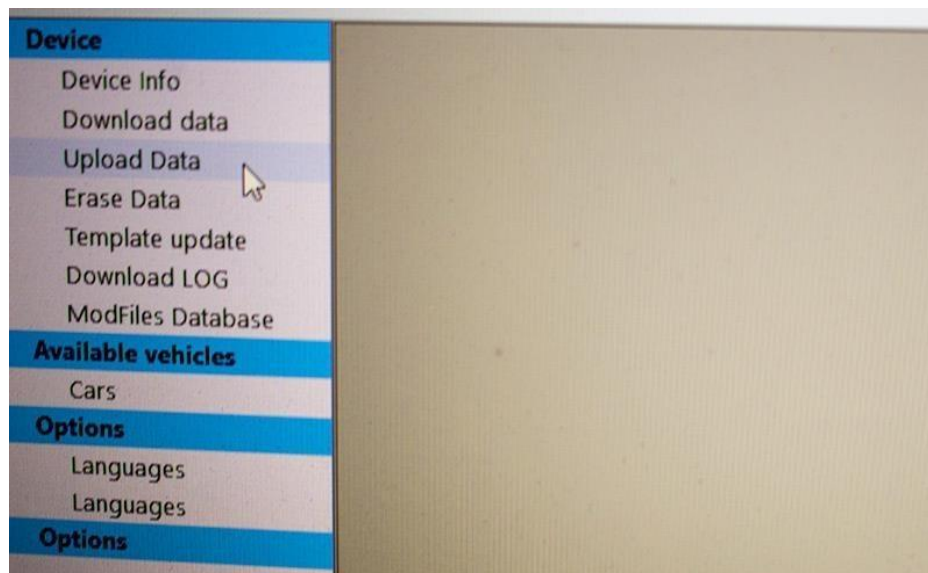 Device
Device Info
Download data
Upload Data
Erase Data
Template update
Download LOG
ModFiles Database
Available vehicles
Cars
Options
Languages
Languages
Options